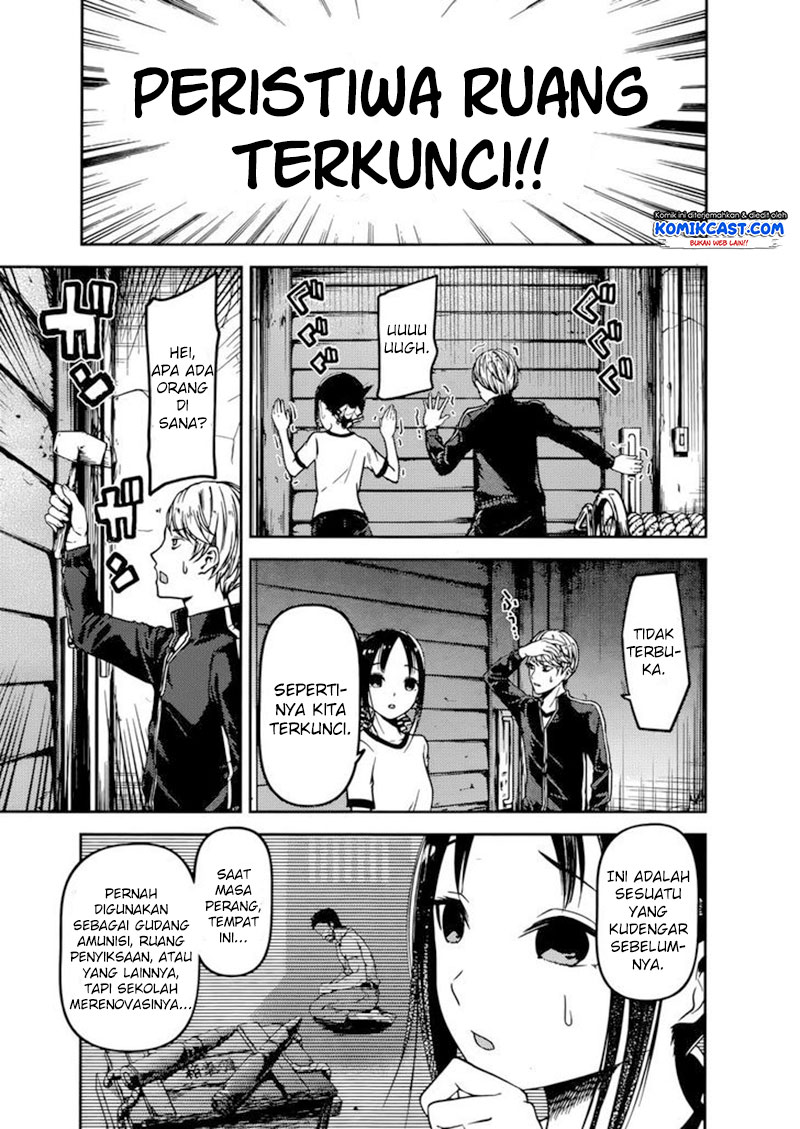 PERISTIWA RUANG
TERKUNCI!!
Komik ini diterjemahkan & diedit oleh
KOMIKCAST.COM
BUKAN WEB LAIN!!
UUUU
UUGH.
HEI,
APA ADA
ORANG
DI
SANA?
TIDAK
TERBU-
KA.
SEPERTI-
NYA KITA
TERKUNCI.
INI ADALAH
SESUATU
YANG
KUDENGAR
SEBELUM-
NYA.
SAAT
MASA
PERANG,
TEMPAT
INI...
PERNAH
DIGUNAKAN
SEBAGAI GUDANG
AMUNISI, RUANG
PENYIKSAAN, ATAU
YANG LAINNYA,
TAPI SEKOLAH
MERENOVASINYA...